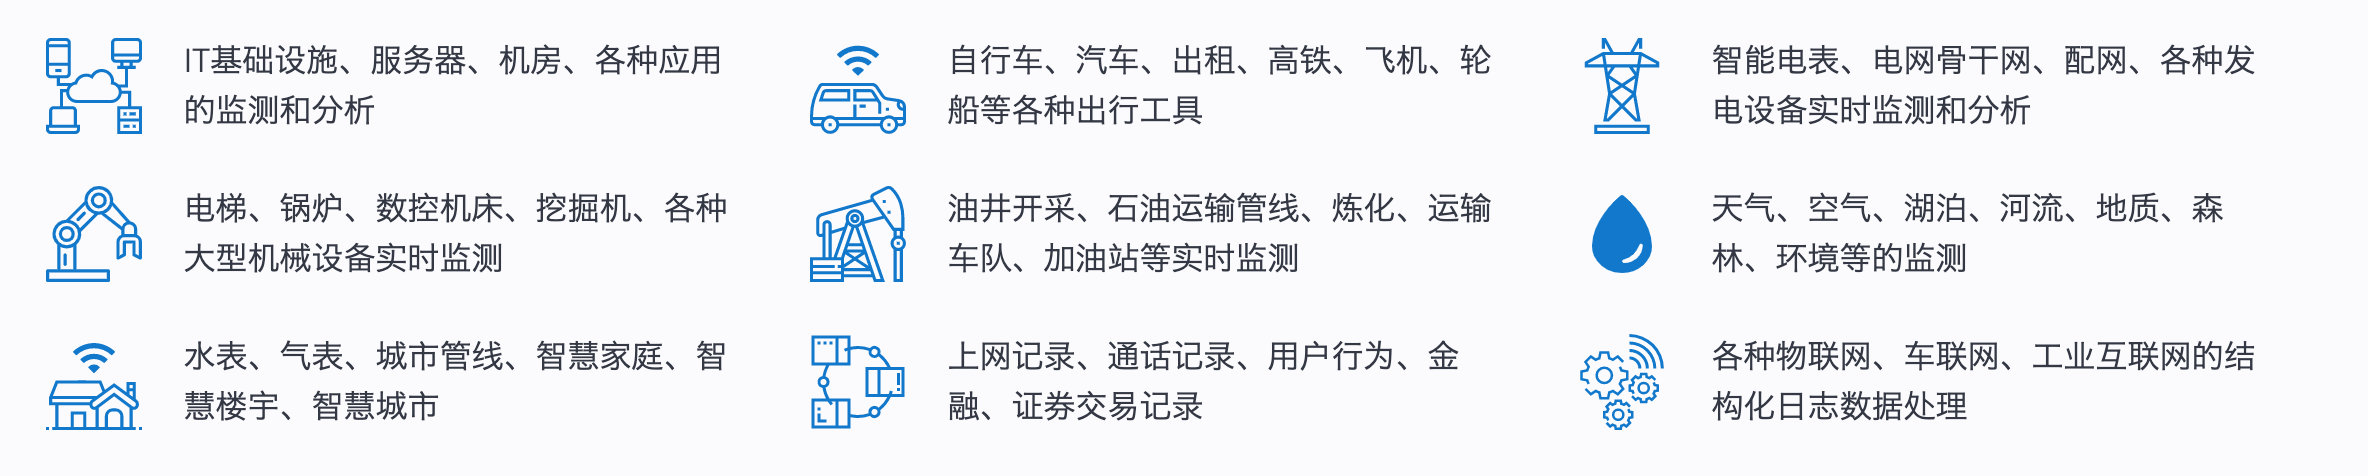 IT基础设施、服务器、机房、各种应用
的监测和分析
自行车、汽车、出租、高铁、飞机、轮
船等各种出行工具
智能电表、电网骨干网、配网、各种发
电设备实时监测和分析
电梯、锅炉、数控机床、挖掘机、各种
大型机械设备实时监测
油井开采、石油运输管线、炼化、运输
车队、加油站等实时监测
天气、空气、湖泊、河流、地质、森
林、环境等的监测
水表、气表、城市管线、智慧家庭、智
慧楼宇、智慧城市
上网记录、通话记录、用户行为、金
融、证券交易记录
各种物联网、车联网、工业互联网的结
构化日志数据处理